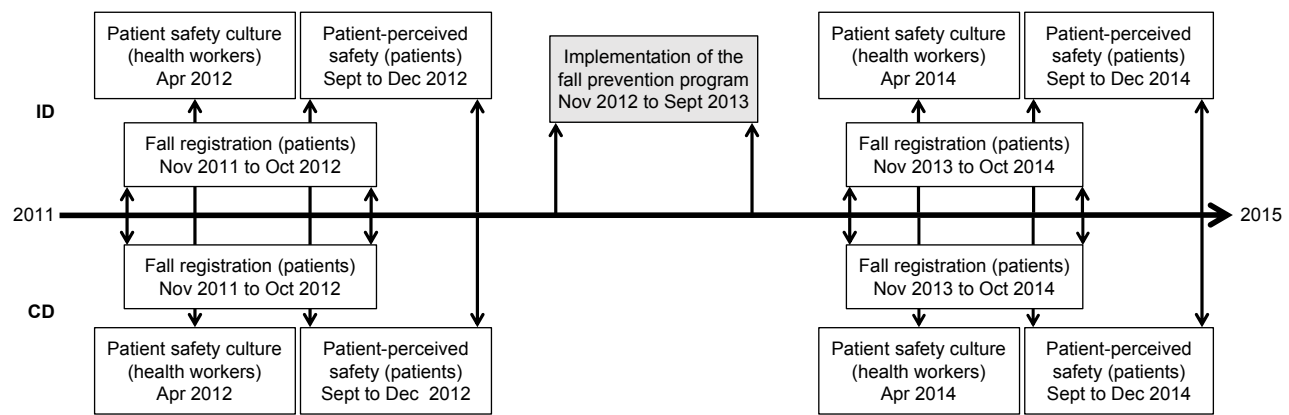 Patient safety culture
(health workers)
Apr 2012
Patient-perceived
safety (patients)
Sept to Dec 2012
Implementation of the
fall prevention program
Nov 2012 to Sept 2013
Patient safety culture
(health workers)
Apr 2014
Patient-perceived
safety (patients)
Sept to Dec 2014
ID
Fall registration (patients)
Nov 2011 to Oct 2012
Fall registration (patients)
Nov 2013 to Oct 2014
2011
2015
Fall registration (patients)
Nov 2011 to Oct 2012
Fall registration (patients)
Nov 2013 to Oct 2014
CD
Patient safety culture
(health workers)
Apr 2012
Patient-perceived
safety (patients)
Sept to Dec  2012
Patient safety culture
(health workers)
Apr 2014
Patient-perceived
safety (patients)
Sept to Dec 2014